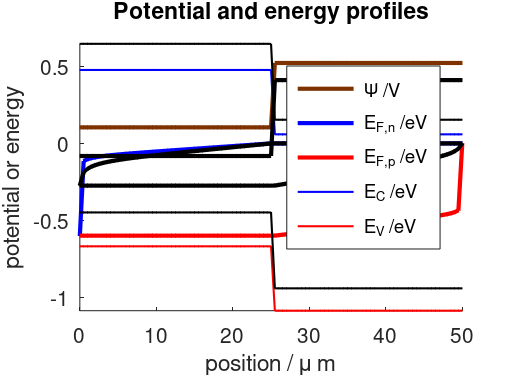 Potential and energy profiles
potential or energy
0.5
0
-0.5
-1
Ψ /V
E_F,n /eV
E_F,p /eV
E_C /eV
E_V /eV
0 10 20 30 40 50
position / μ m